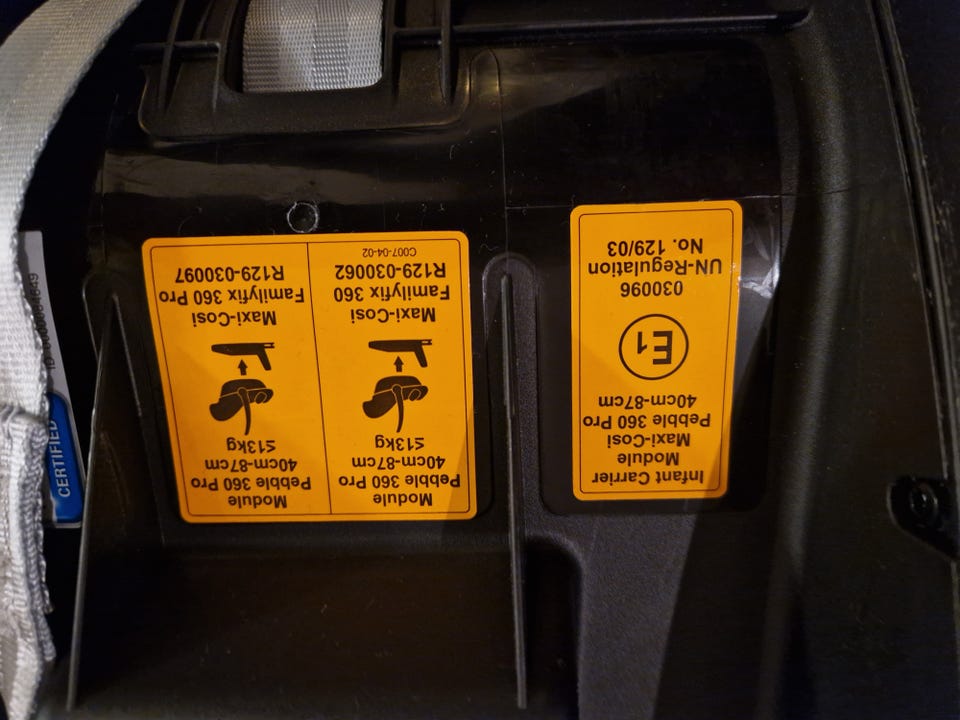 Infant Carrier
Module
Maxi-Cosi
Pebble 360 Pro
40cm-87cm
E1
030096
UN-Regulation
No. 129/03
Module
Pebble 360 Pro
40cm-87cm
≤13kg
Maxi-Cosi
Familyfix 360
R129-030062
C007-04-02
Module
Pebble 360 Pro
40cm-87cm
≤13kg
Maxi-Cosi
Familyfix 360 Pro
R129-030097
CERTIFIED